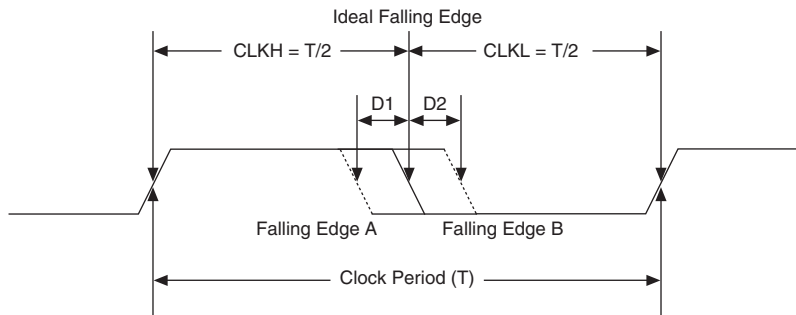 Ideal Falling Edge
CLKH = T/2
CLKL = T/2
D1
D2
Falling Edge A
Falling Edge B
Clock Period (T)